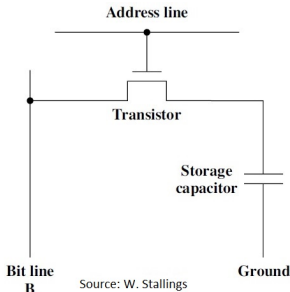 Address line
Transistor
Storage
capacitor
Bit line
B
Ground
Source: W. Stallings